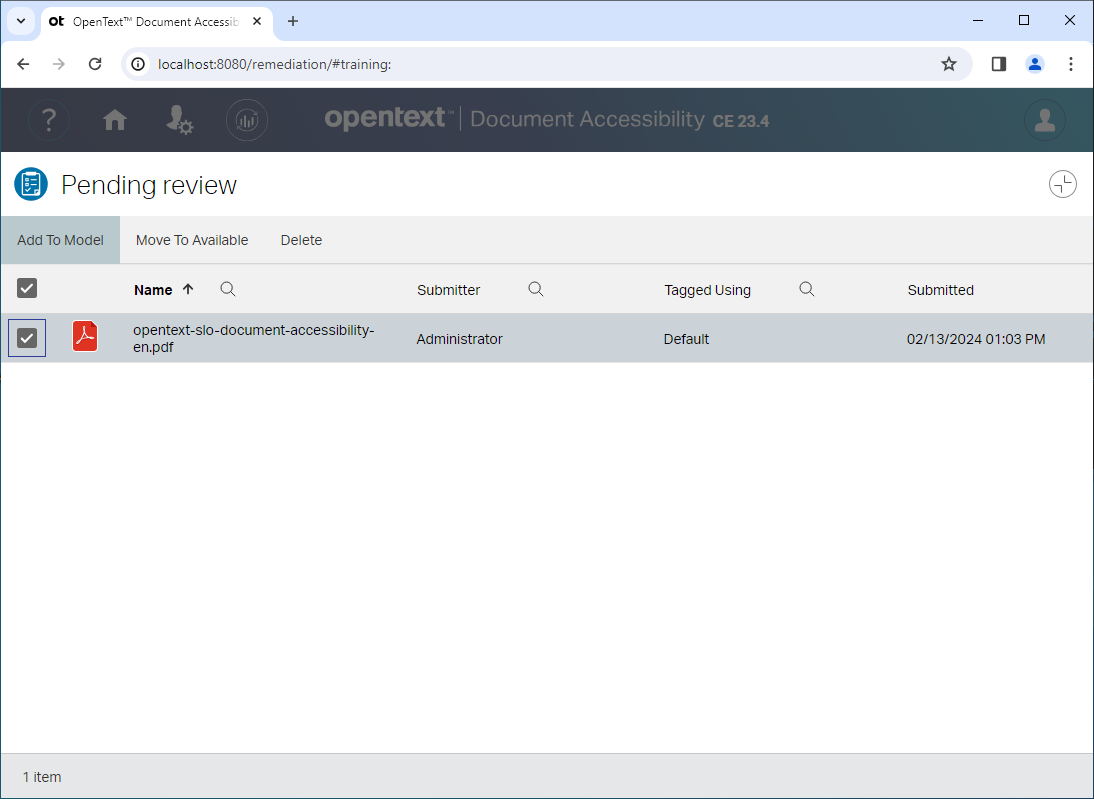 ot OpenText™ Document Accessib
localhost:8080/remediation/#training:
? opentext™ | Document Accessibility CE 23.4
Pending review
Add To Model Move To Available Delete
Name Submitter Tagged Using Submitted
opentext-slo-document-accessibility-
en.pdf
Administrator Default 02/13/2024 01:03 PM
1 item